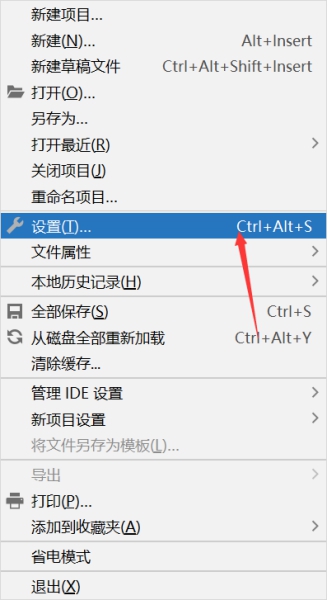 新建项目...
新建(N)... Alt+Insert
新建草稿文件 Ctrl+Alt+Shift+Insert
打开(O)...
另存为...
打开最近(R)
关闭项目(J)
重命名项目...
设置(T)... Ctrl+Alt+S
文件属性
本地历史记录(H)
全部保存(S) Ctrl+S
从磁盘全部重新加载 Ctrl+Alt+Y
清除缓存...
管理 IDE 设置
新项目设置
将文件另存为模板(L)...
导出
打印(P)...
添加到收藏夹(A)
省电模式
退出(X)